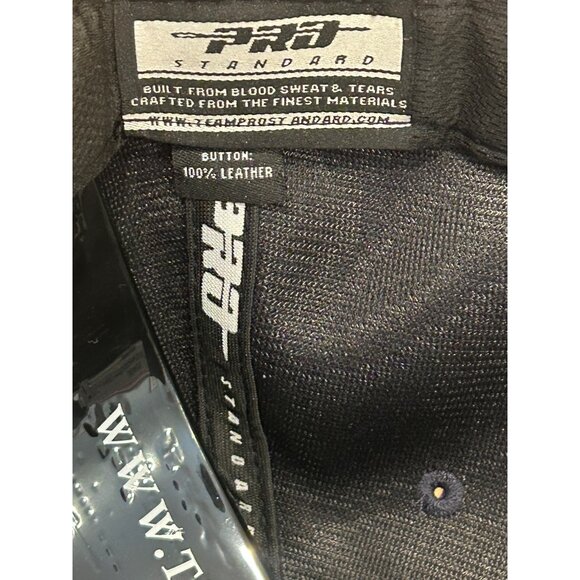 PRO
STANDARD
BUILT FROM BLOOD SWEAT & TEARS
CRAFTED FROM THE FINEST MATERIALS
WWW.TEAMPROSTANDARD.COM
BUTTON:
100% LEATHER
PRO
STANDARD
WWW.T